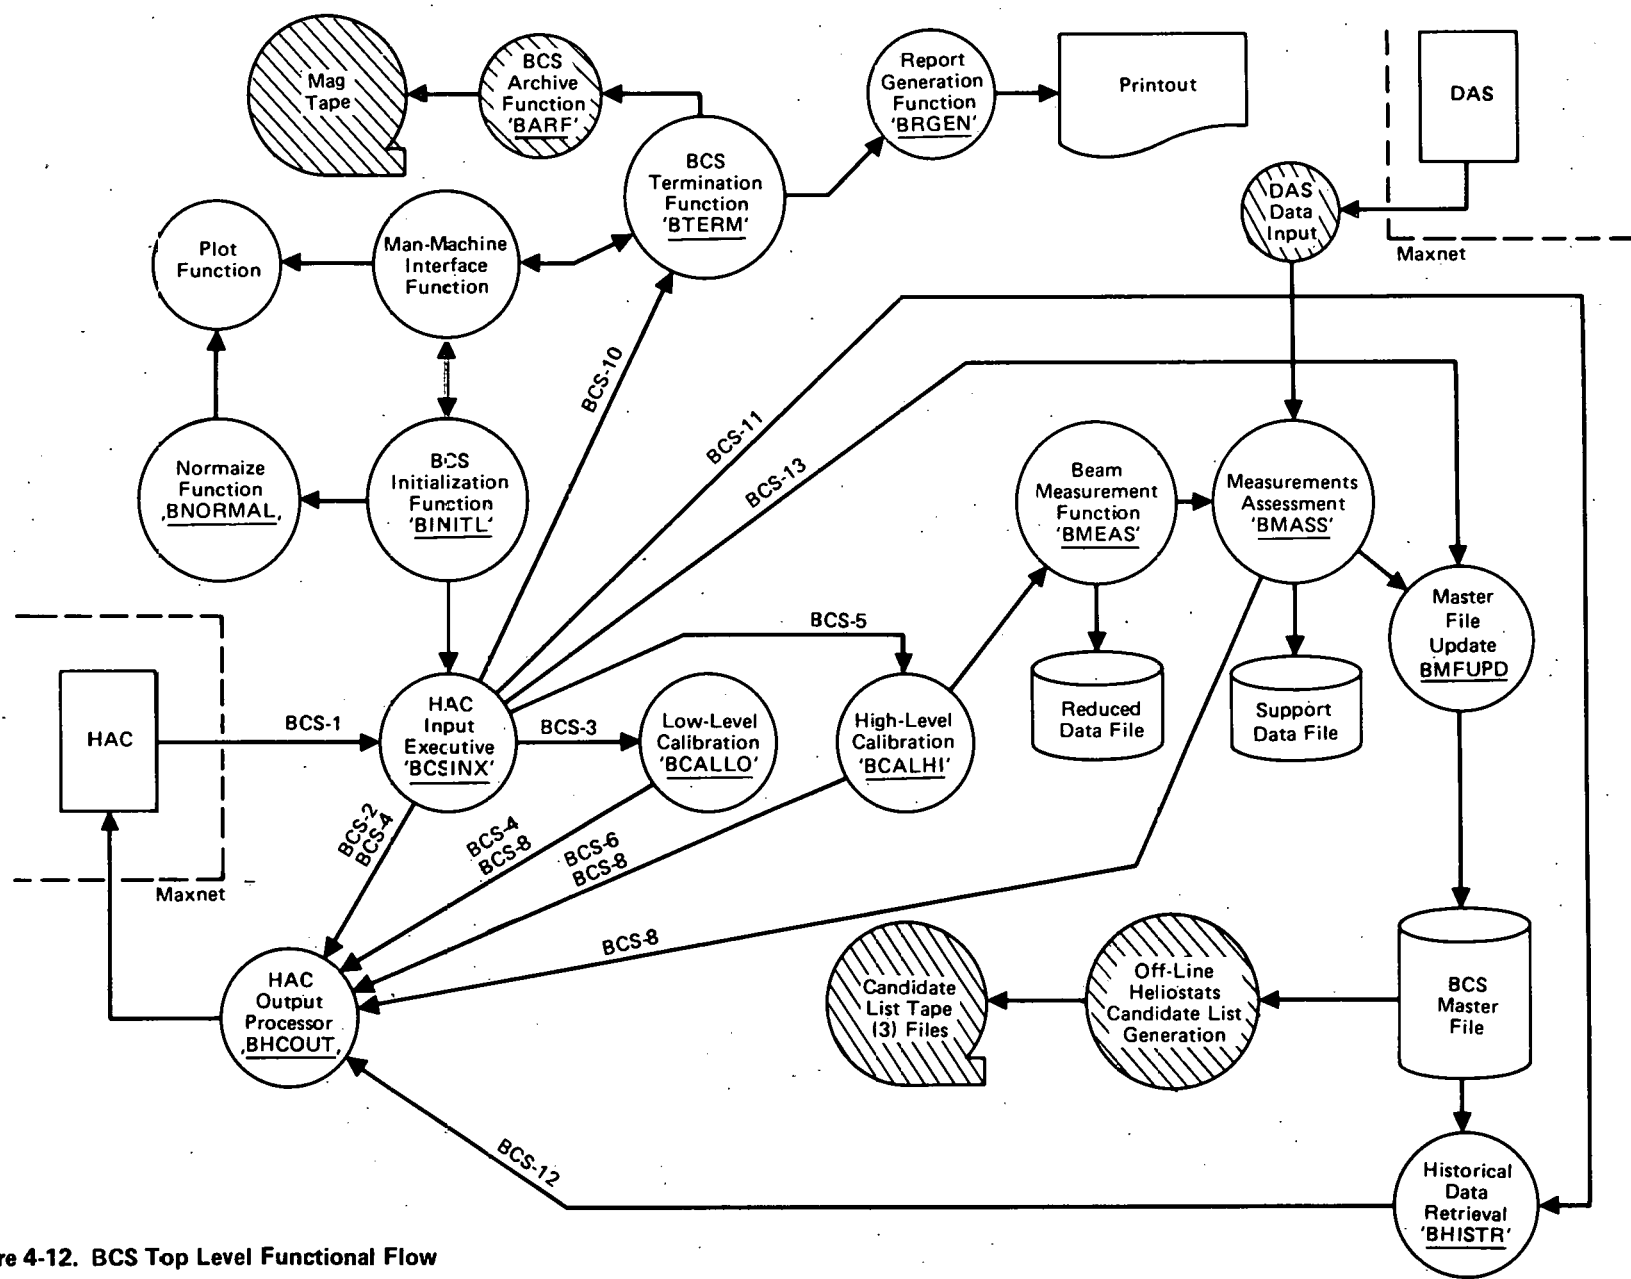 Mag
Tape
BCS
Archive
Function
'BARF'
Report
Generation
Function
'BRGEN'
Printout
DAS
BCS
Termination
Function
'BTERM'
DAS
Data
Input
Maxnet
Plot
Function
Man-Machine
Interface
Function
BCS-10
BCS-11
BCS-13
Normaize
Function
,BNORMAL,
BCS
Initialization
Function
'BINITL'
Beam
Measurement
Function
'BMEAS'
Measurements
Assessment
'BMASS'
Master
File
Update
BMFUPD
BCS-5
HAC
BCS-1
HAC
Input
Executive
'BCSINX'
BCS-3
Low-Level
Calibration
'BCALLO'
High-Level
Calibration
'BCALHI'
Reduced
Data File
Support
Data File
BCS-2
BCS-4
BCS-4
BCS-8
BCS-6
BCS-8
Maxnet
BCS-8
HAC
Output
Processor
,BHCOUT,
Candidate
List Tape
(3) Files
Off-Line
Heliostats
Candidate List
Generation
BCS
Master
File
BCS-12
Historical
Data
Retrieval
'BHISTR'
re 4-12. BCS Top Level Functional Flow